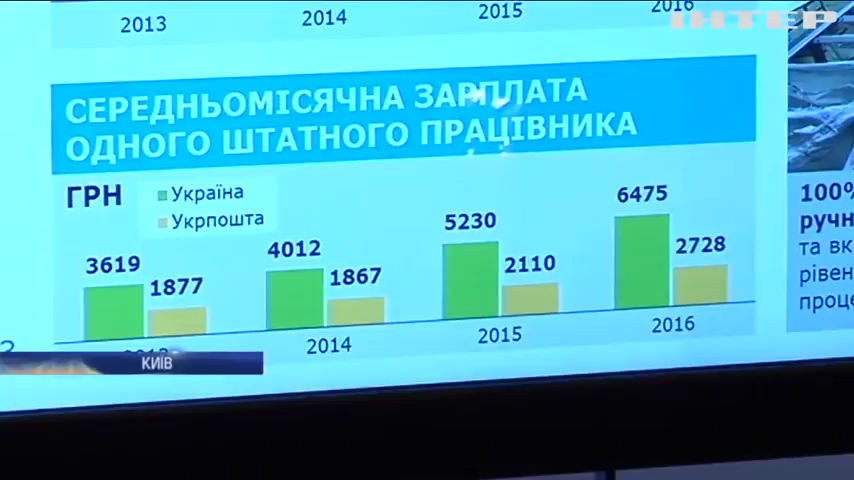 2013 2014 2015 2016
ІНТЕР
СЕРЕДНЬОМІСЯЧНА ЗАРПЛАТА
ОДНОГО ШТАТНОГО ПРАЦІВНИКА
ГРН
Україна
Укрпошта
3619 1877 4012 1867 5230 2110 6475 2728
2013 2014 2015 2016
КИЇВ
100%
ручн
та вк
рівен
проце